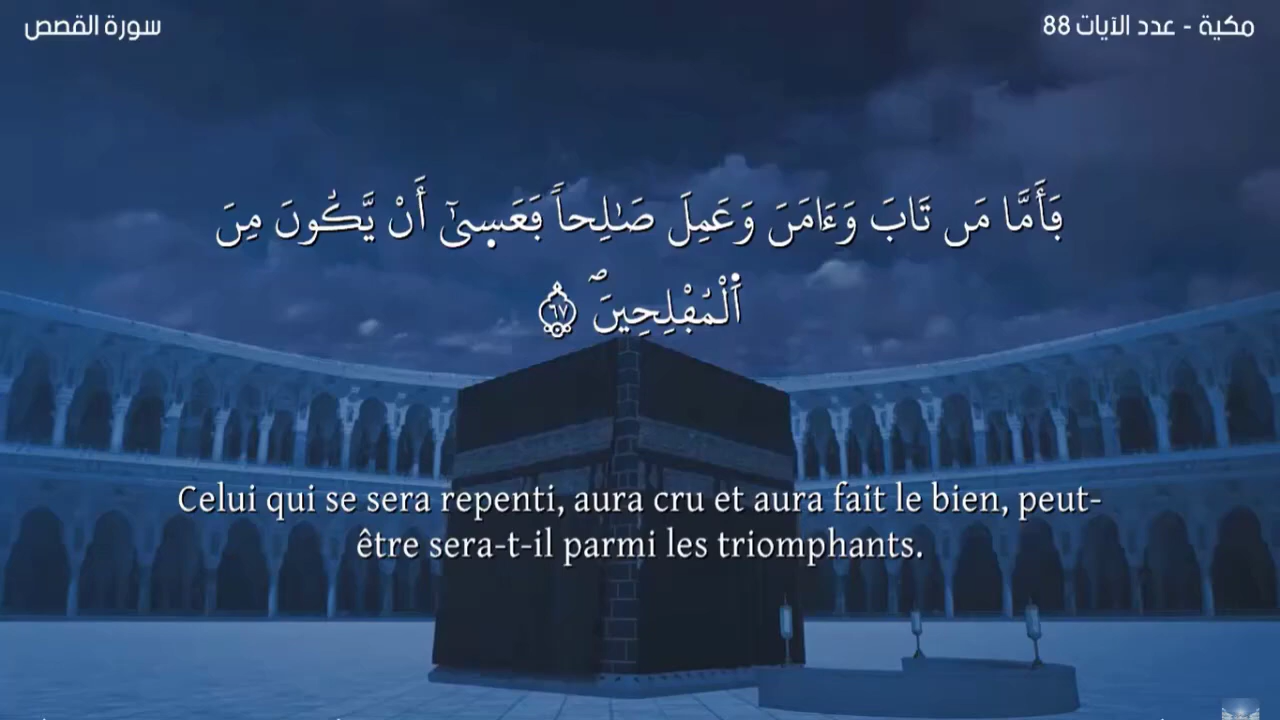 سورة القصص
مكية - عدد الآيات 88
فَأَمَّا مَن تَابَ وَءَامَنَ وَعَمِلَ صَٰلِحاٗ فَعَس۪ىٰٓ أَنْ يَّكُونَ مِنَ
اَ۬لْمُفْلِحِينَۖ ٦٧
Celui qui se sera repenti, aura cru et aura fait le bien, peut-
être sera-t-il parmi les triomphants.